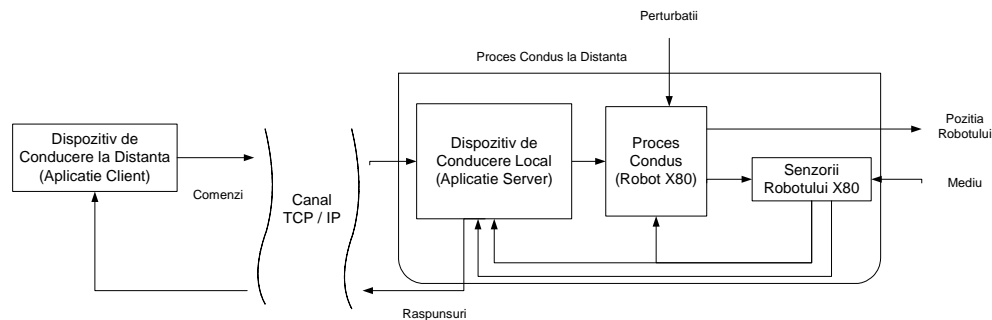 Perturbatii
Proces Condus la Distanta
Dispozitiv de
Conducere la Distanta
(Aplicatie Client)
Comenzi
Canal
TCP / IP
Dispozitiv de
Conducere Local
(Aplicatie Server)
Proces
Condus
(Robot X80)
Senzorii
Robotului X80
Pozitia
Robotului
Mediu
Raspunsuri